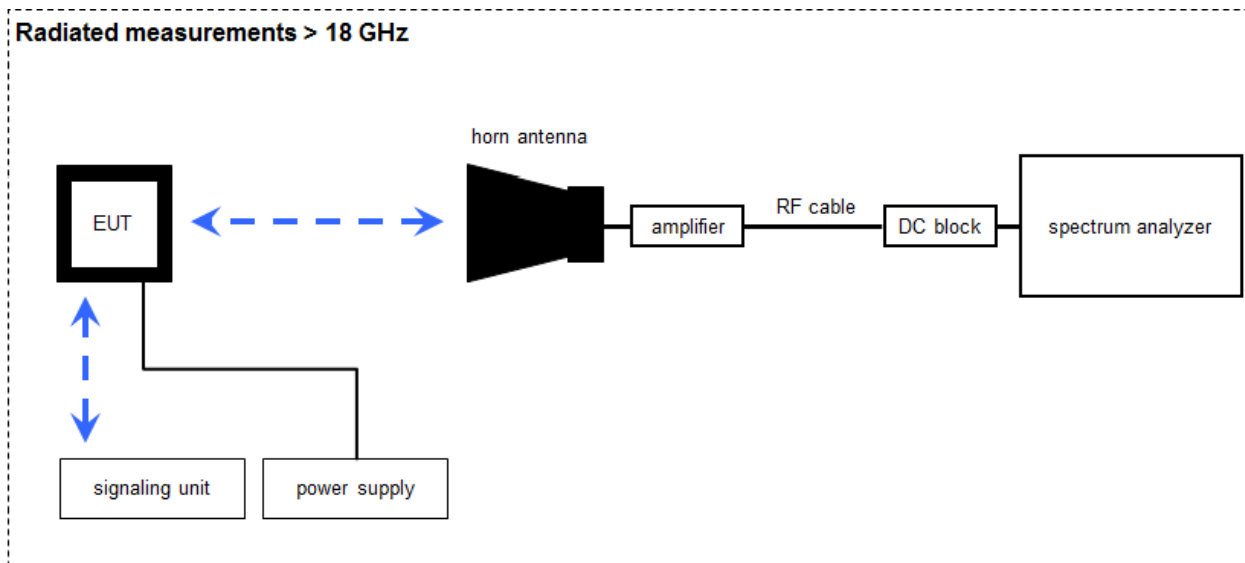 Radiated measurements > 18 GHz
horn antenna
EUT
amplifier
RF cable
DC block
spectrum analyzer
signaling unit
power supply